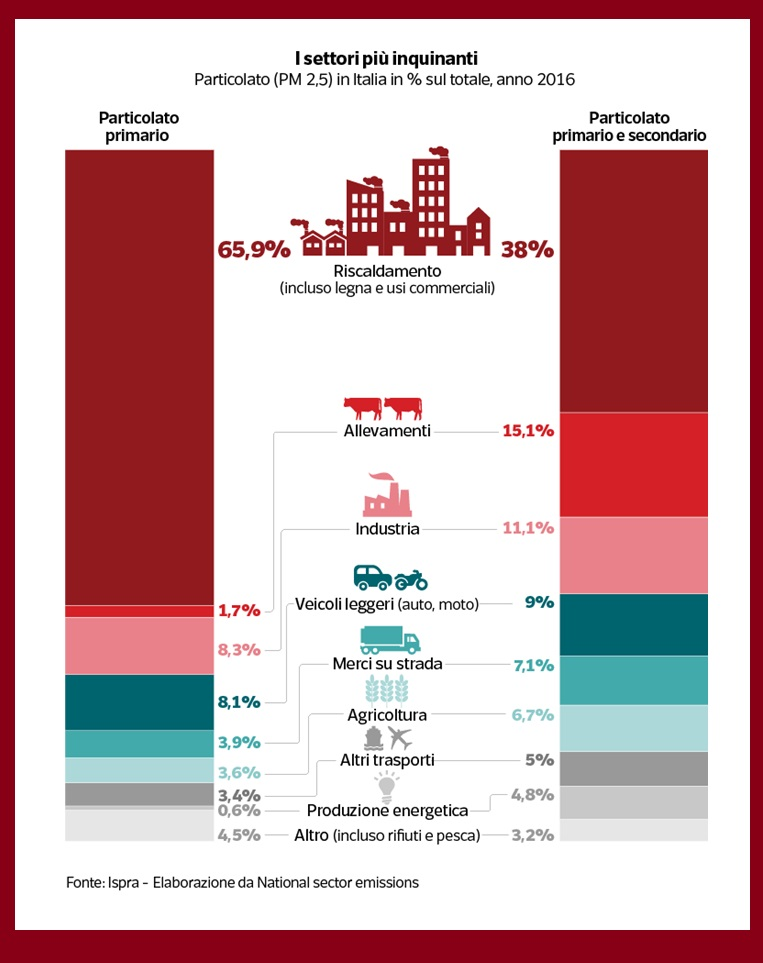 I settori più inquinanti
Particolato (PM 2,5) in Italia in % sul totale, anno 2016
Particolato
primario
Particolato
primario e secondario
65,9%
38%
Riscaldamento
(incluso legna e usi commerciali)
Allevamenti
15,1%
Industria
11,1%
1,7%
Veicoli leggeri (auto, moto)
9%
8,3%
Merci su strada
7,1%
8,1%
Agricoltura
6,7%
3,9%
Altri trasporti
5%
3,6%
3,4%
4,8%
0,6%
Produzione energetica
4,5%
Altro (incluso rifiuti e pesca)
3,2%
Fonte: Ispra - Elaborazione da National sector emissions